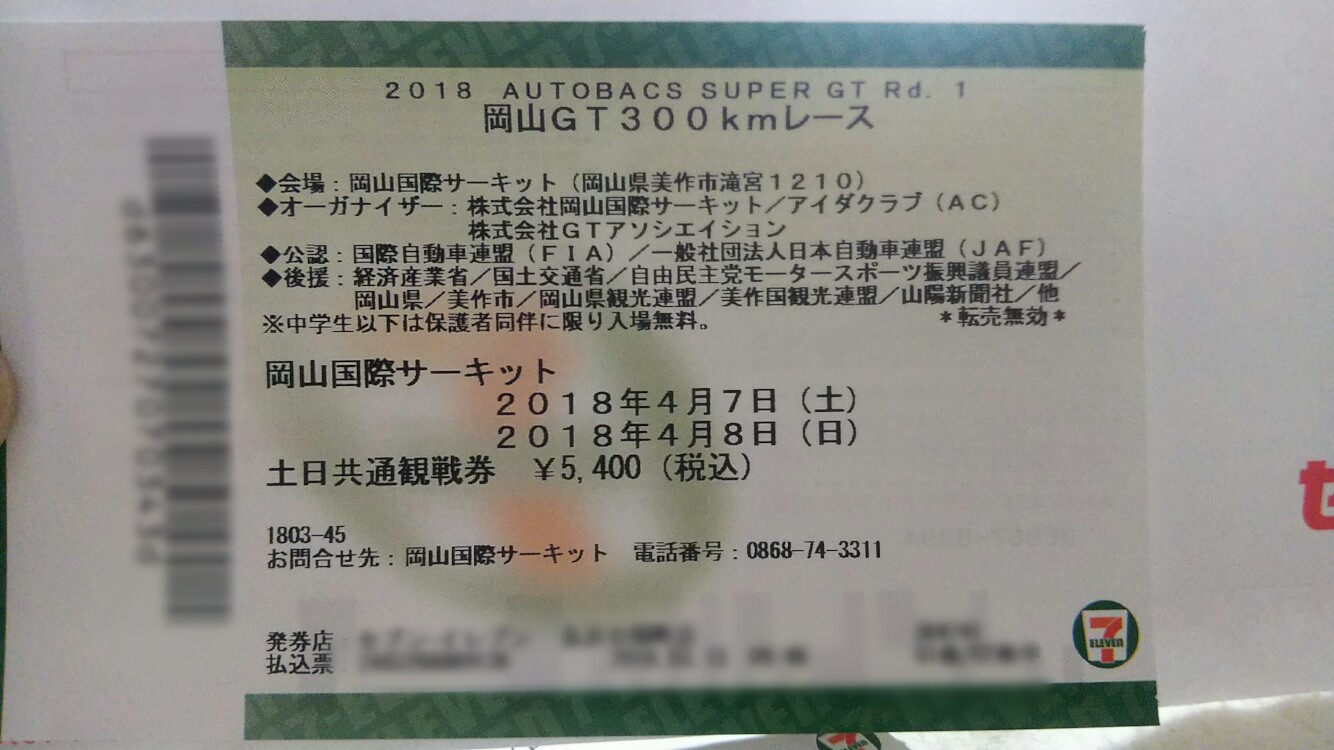 2018 AUTOBACS SUPER GT Rd. 1
岡山GT300kmレース
◆会場：岡山国際サーキット（岡山県美作市滝宮1210）
◆オーガナイザー：株式会社岡山国際サーキット／アイダクラブ（AC）
株式会社GTアソシエイション
◆公認：国際自動車連盟（FIA）／一般社団法人日本自動車連盟（JAF）
◆後援：経済産業省／国土交通省／自由民主党モータースポーツ振興議員連盟／
岡山県／美作市／岡山県観光連盟／美作国観光連盟／山陽新聞社／他
※中学生以下は保護者同伴に限り入場無料。 ＊転売無効＊
岡山国際サーキット
2018年4月7日（土）
2018年4月8日（日）
土日共通観戦券 ￥5,400（税込）
1803-45
お問合せ先：岡山国際サーキット 電話番号：0868-74-3311
発券店
払込票
7 ELEVEN